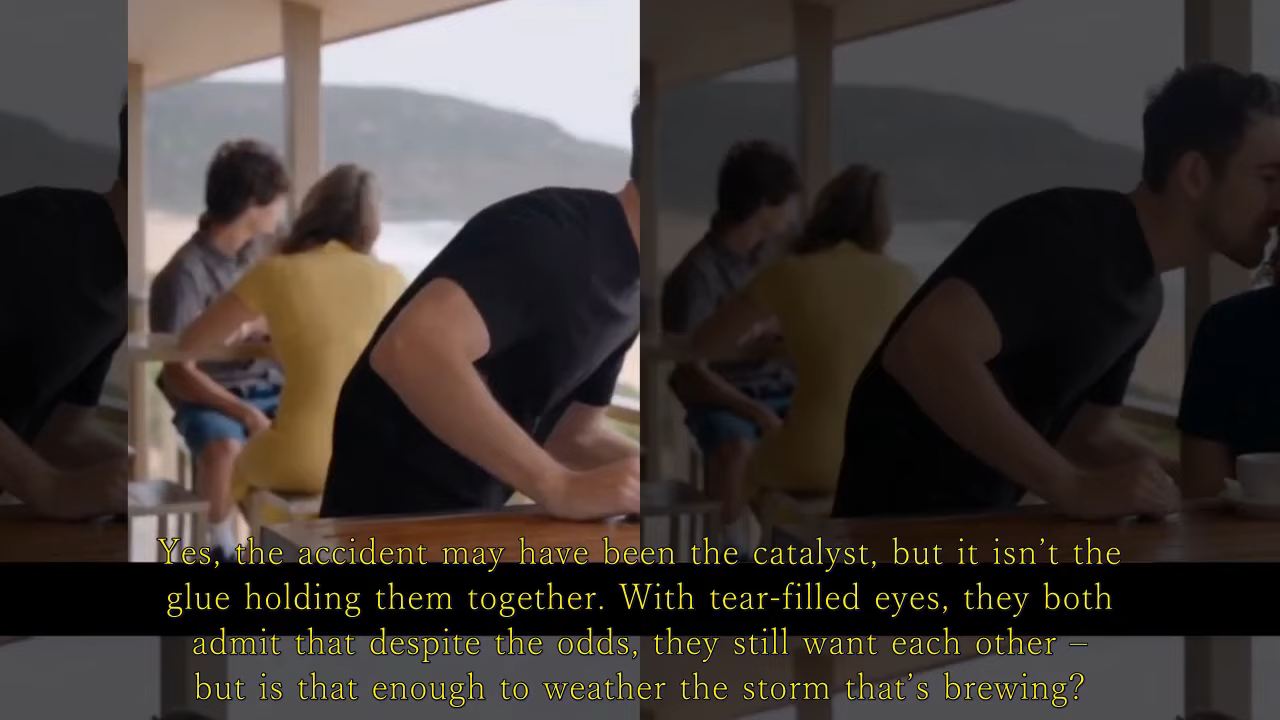 Yes, the accident may have been the catalyst, but it isn’t the
glue holding them together. With tear-filled eyes, they both
admit that despite the odds, they still want each other –
but is that enough to weather the storm that’s brewing?